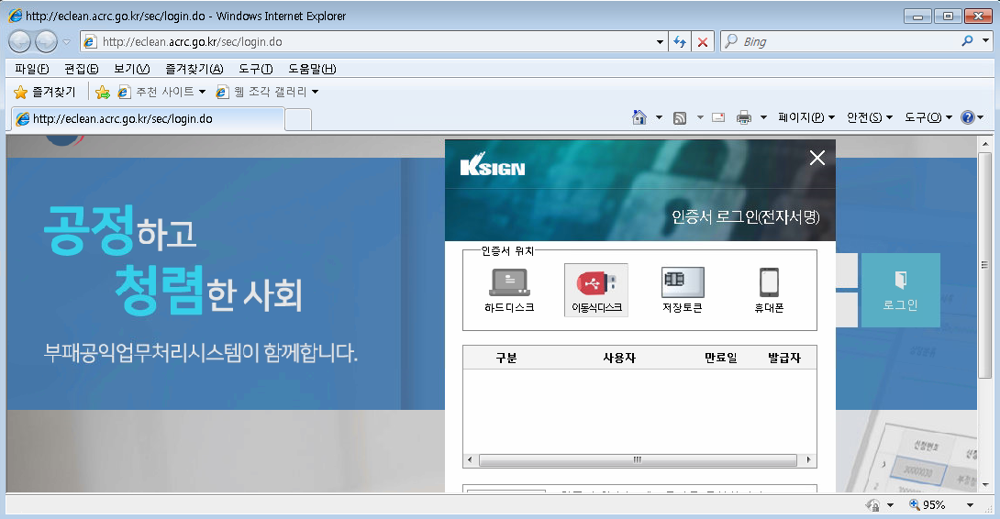 http://eclean.acrc.go.kr/sec/login.do - Windows Internet Explorer
http://eclean.acrc.go.kr/sec/login.do
Bing
파일(F) 편집(E) 보기(V) 즐겨찾기(A) 도구(T) 도움말(H)
즐겨찾기 추천 사이트 웹 조각 갤러리
http://eclean.acrc.go.kr/sec/login.do
페이지(P) 안전(S) 도구(O)
KSIGN
인증서 로그인(전자서명)
공정하고
청렴한 사회
부패공익업무처리시스템이 함께합니다.
인증서 위치
하드디스크 이동식디스크 저장토큰 휴대폰
로그인
구분 사용자 만료일 발급자
신청번호
95%